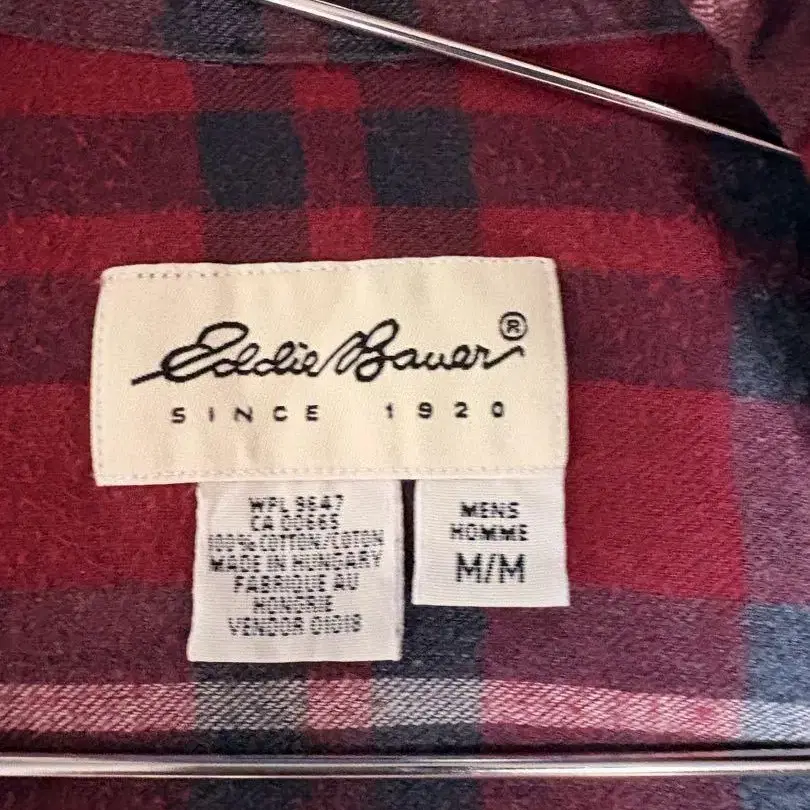 Eddie Bauer®
SINCE 1920
WPL 9647
CA 00665
100% COTTON/COTON
MADE IN HUNGARY
FABRIQUE AU
HONGRIE
VENDOR 01018
MENS
HOMME
M/M